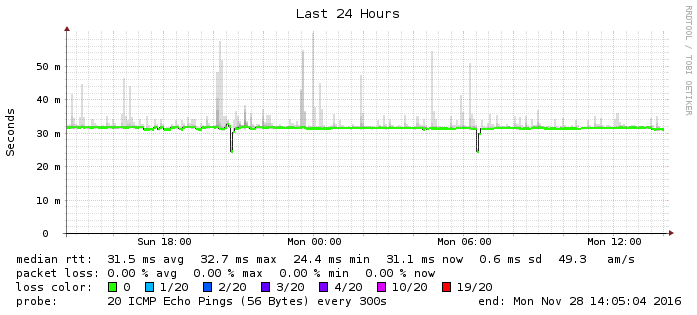 Last 24 Hours
RRDTOOL / TOBI OETIKER
Seconds
50 m
40 m
30 m
20 m
10 m
0
Sun 18:00 Mon 00:00 Mon 06:00 Mon 12:00
median rtt: 31.5 ms avg 32.7 ms max 24.4 ms min 31.1 ms now 0.6 ms sd 49.3 am/s
packet loss: 0.00 % avg 0.00 % max 0.00 % min 0.00 % now
loss color: 0 1/20 2/20 3/20 4/20 10/20 19/20
probe: 20 ICMP Echo Pings (56 Bytes) every 300s end: Mon Nov 28 14:05:04 2016